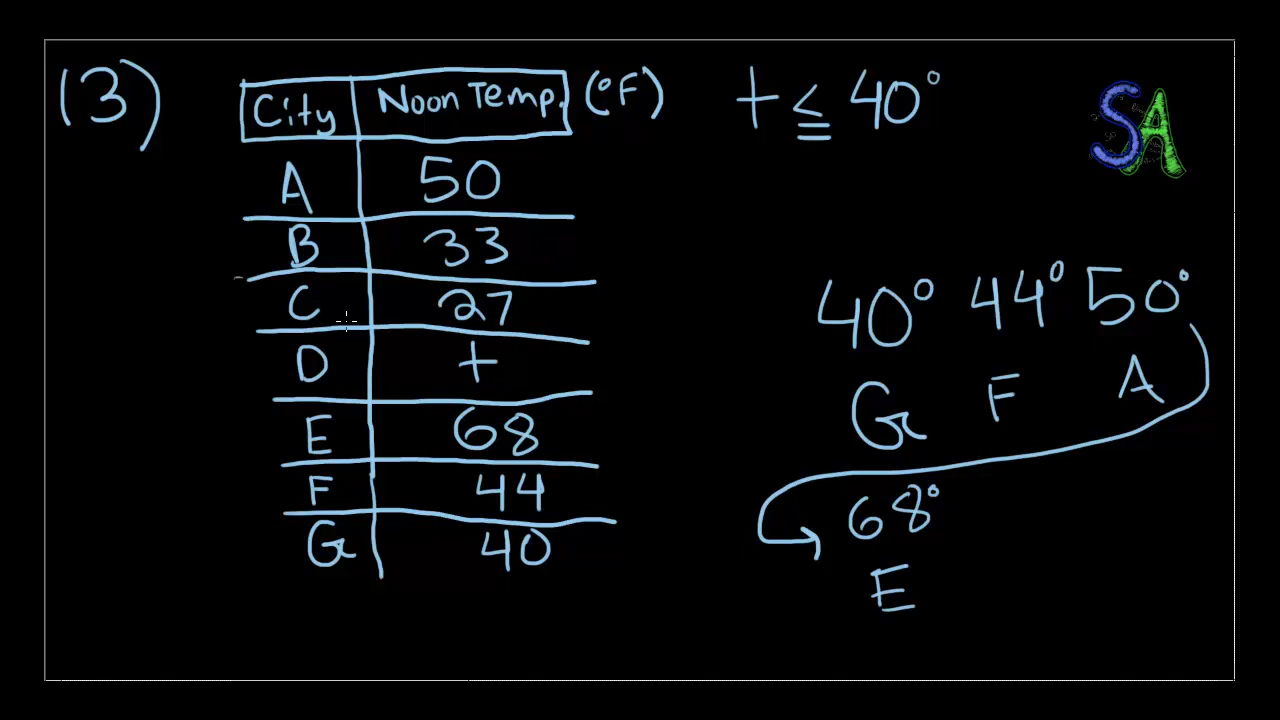 (3)
City Noon Temp. (°F)
A 50
B 33
C 27
D t
E 68
F 44
G 40
t ≦ 40°
SA
40° 44° 50°
G F A
68°
E